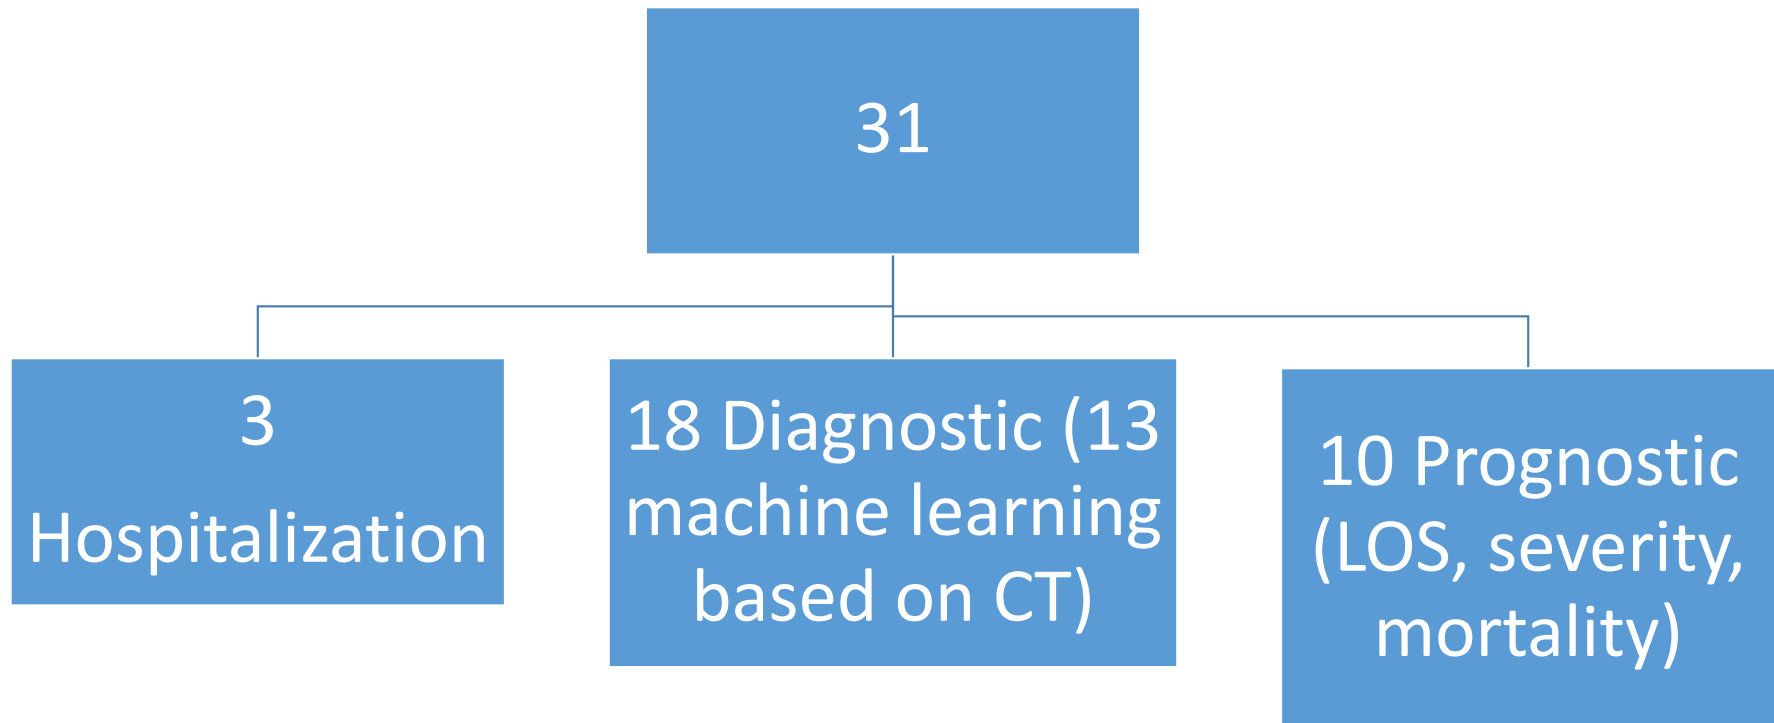 31
3
Hospitalization
18 Diagnostic (13
machine learning
based on CT)
10 Prognostic
(LOS, severity,
mortality)